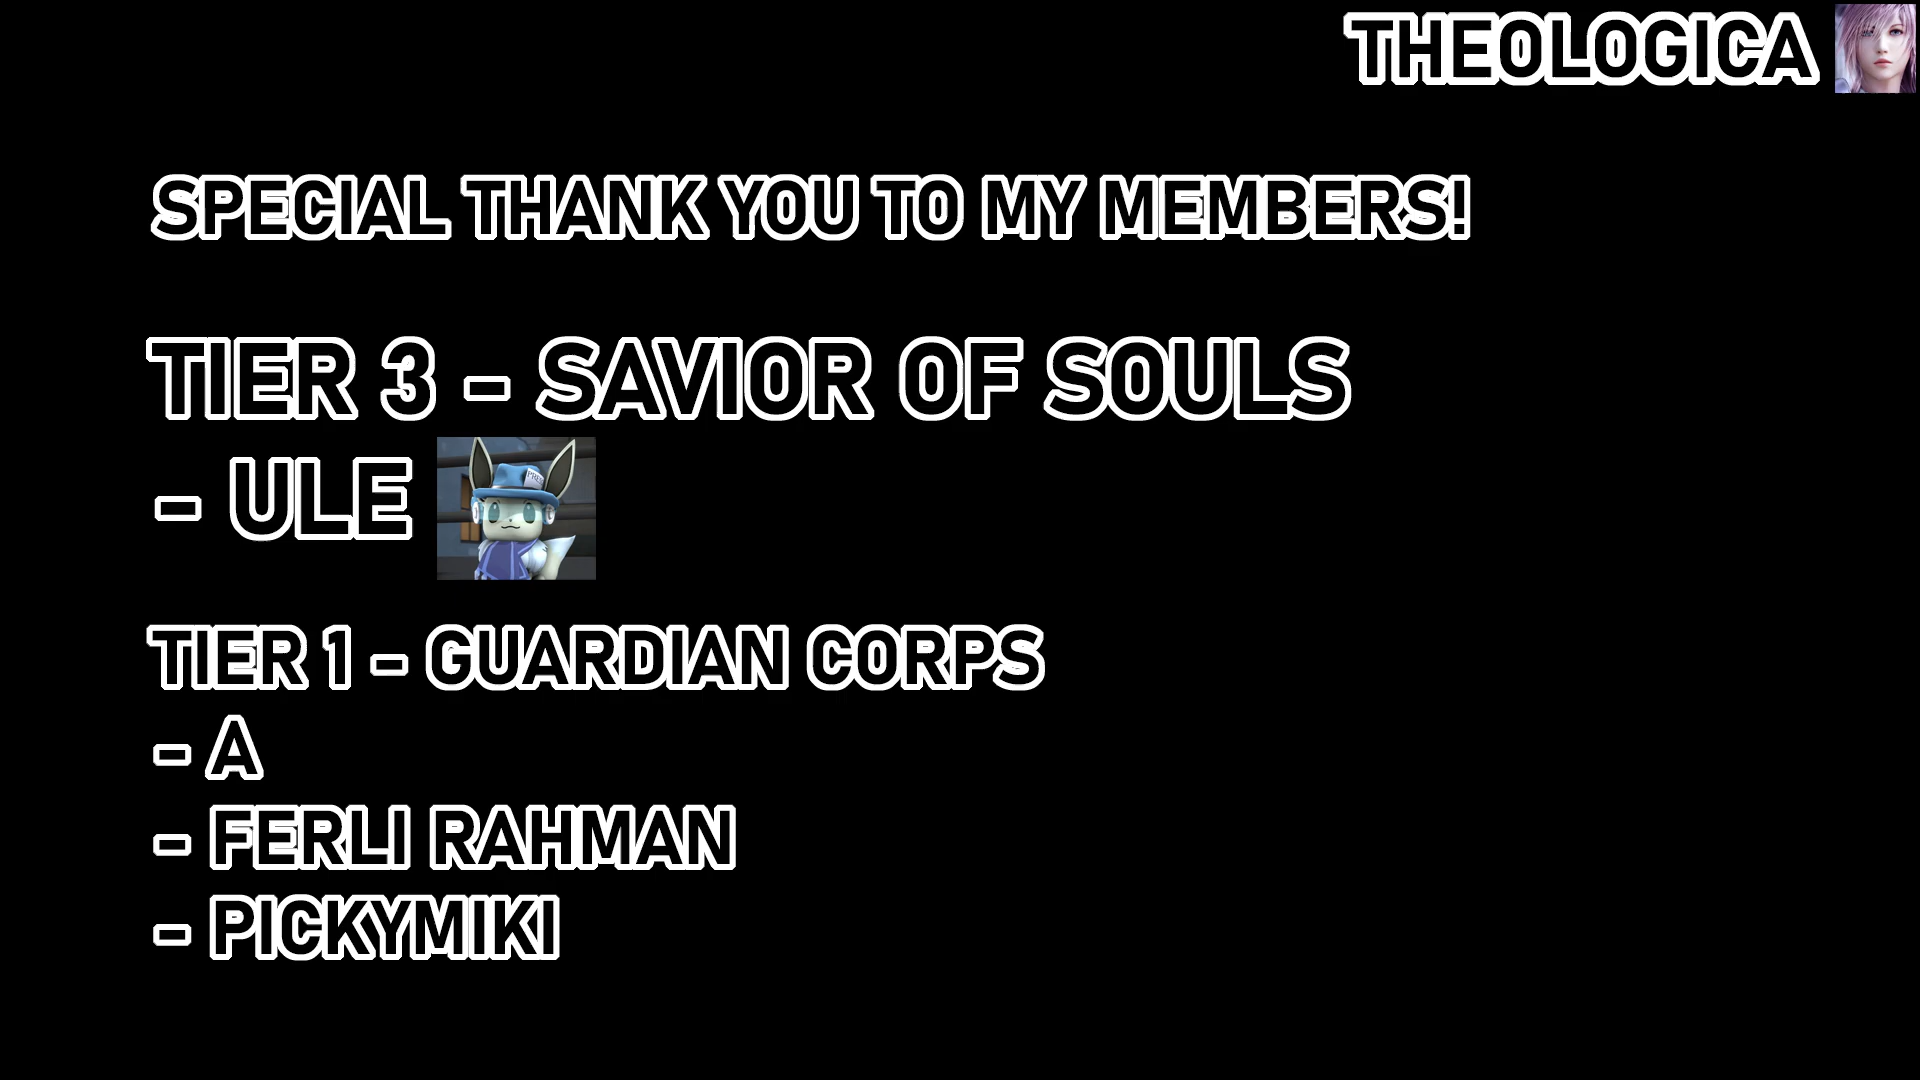 THEOLOGICA
SPECIAL THANK YOU TO MY MEMBERS!
TIER 3 - SAVIOR OF SOULS
- ULE
PRESS
TIER 1 - GUARDIAN CORPS
- A
- FERLI RAHMAN
- PICKYMIKI